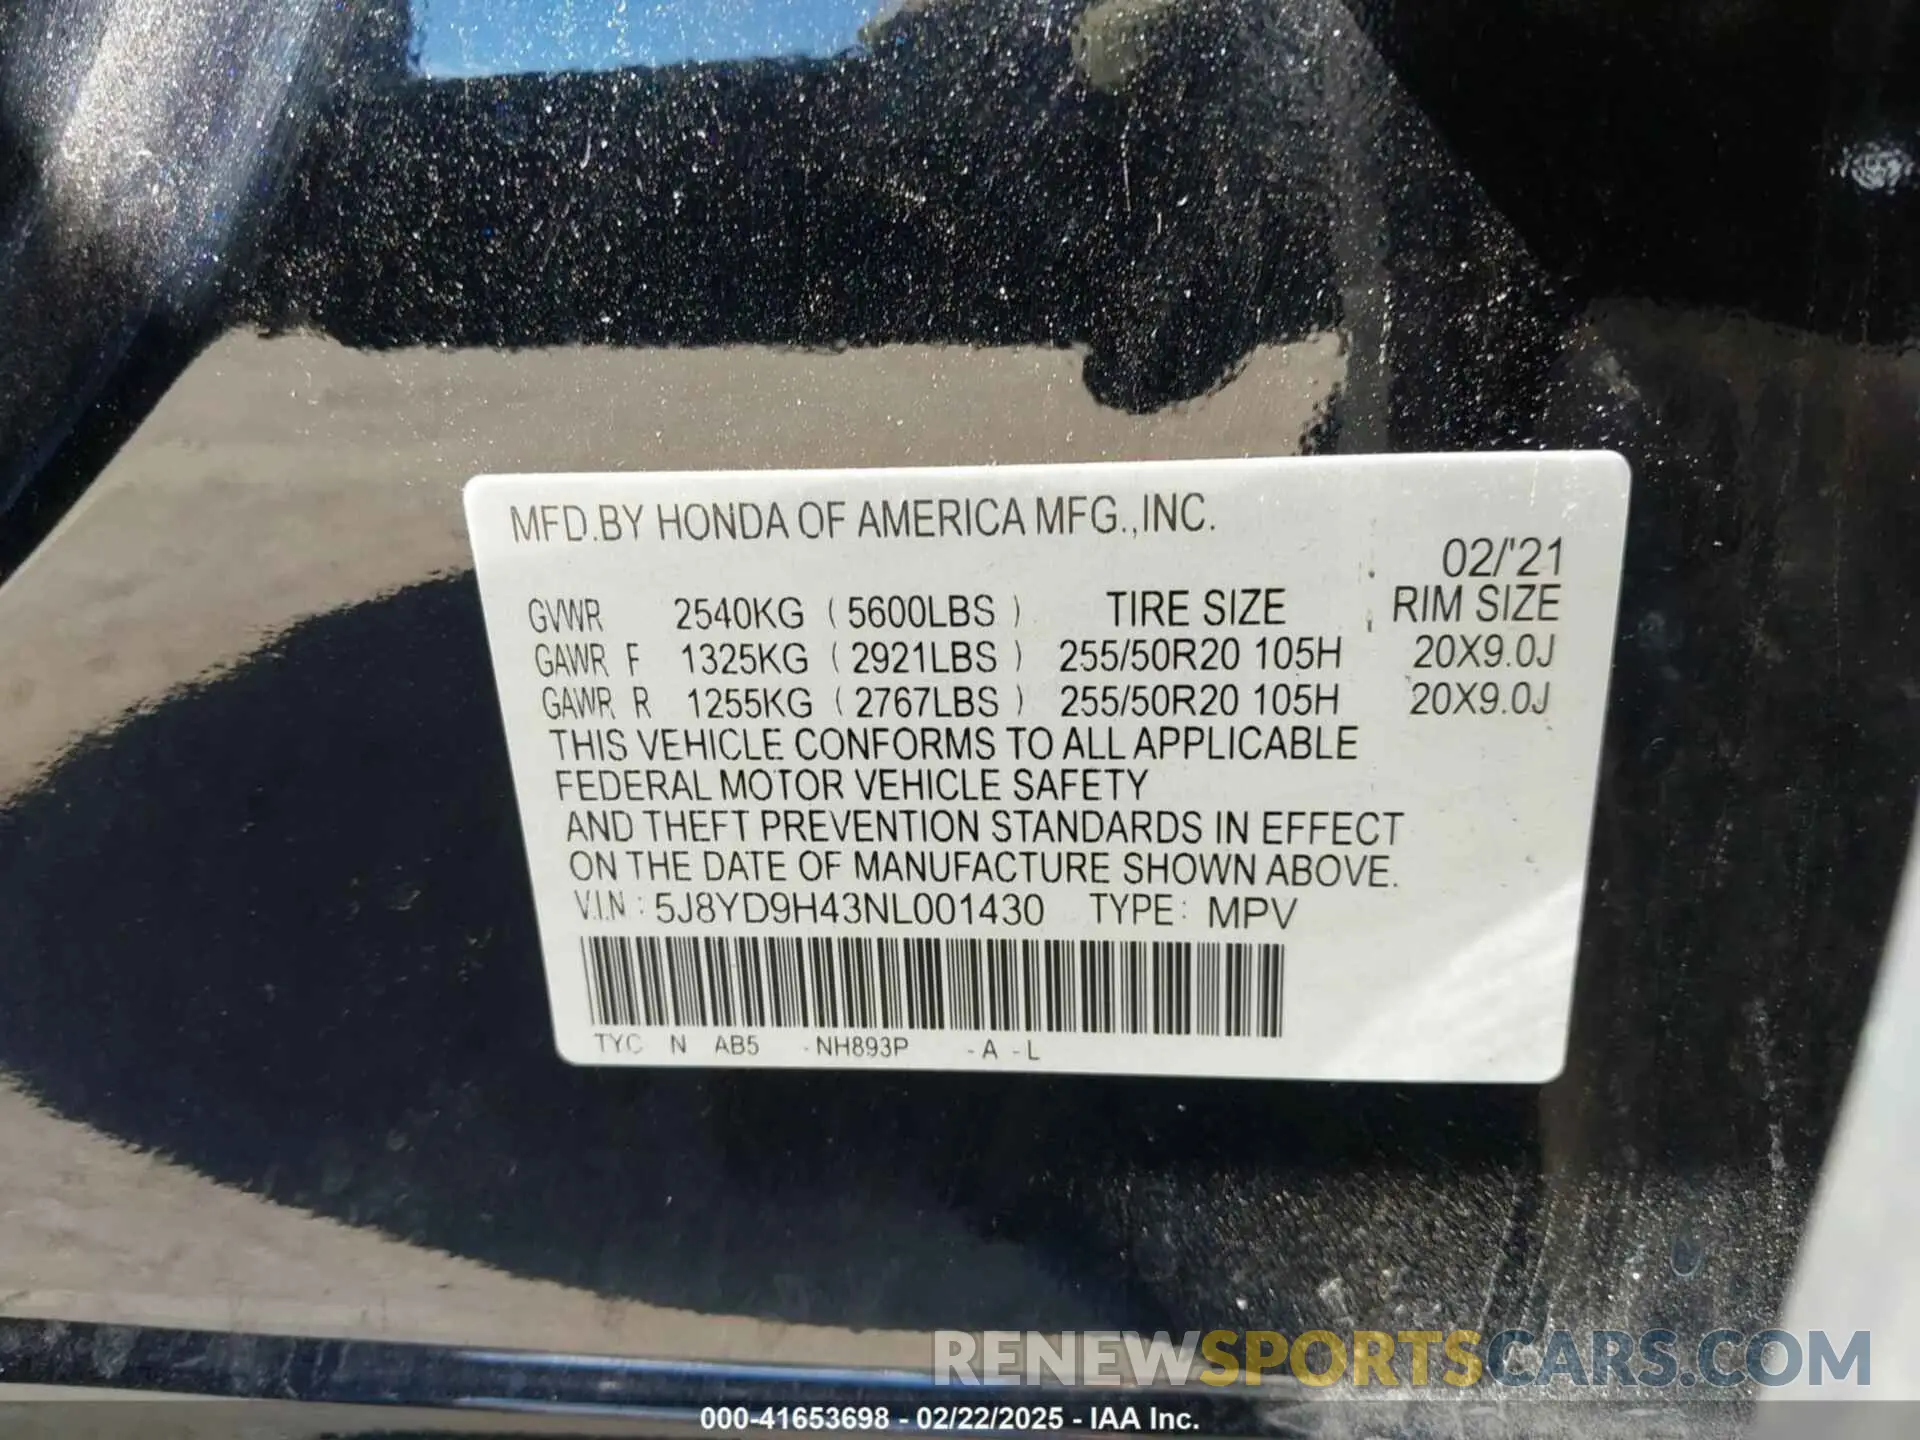 MFD.BY HONDA OF AMERICA MFG.,INC.
02/'21
GVWR 2540KG ( 5600LBS ) TIRE SIZE RIM SIZE
GAWR F 1325KG ( 2921LBS ) 255/50R20 105H 20X9.0J
GAWR R 1255KG ( 2767LBS ) 255/50R20 105H 20X9.0J
THIS VEHICLE CONFORMS TO ALL APPLICABLE
FEDERAL MOTOR VEHICLE SAFETY
AND THEFT PREVENTION STANDARDS IN EFFECT
ON THE DATE OF MANUFACTURE SHOWN ABOVE.
V.I.N : 5J8YD9H43NL001430 TYPE: MPV
TYC N AB5 -NH893P -A -L
RENEWSPORTSCARS.COM
000-41653698 - 02/22/2025 - IAA Inc.